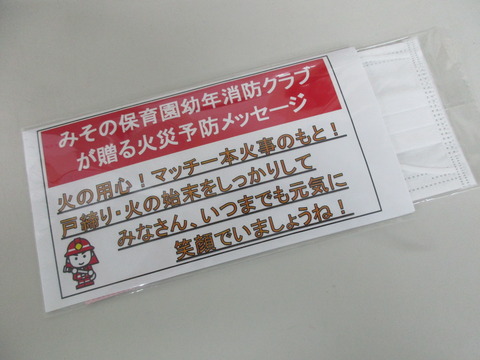 みその保育園幼年消防クラブ
が贈る火災予防メッセージ
火の用心！マッチ一本火事のもと！
戸締り・火の始末をしっかりして
みなさん、いつまでも元気に
笑顔でいましょうね！